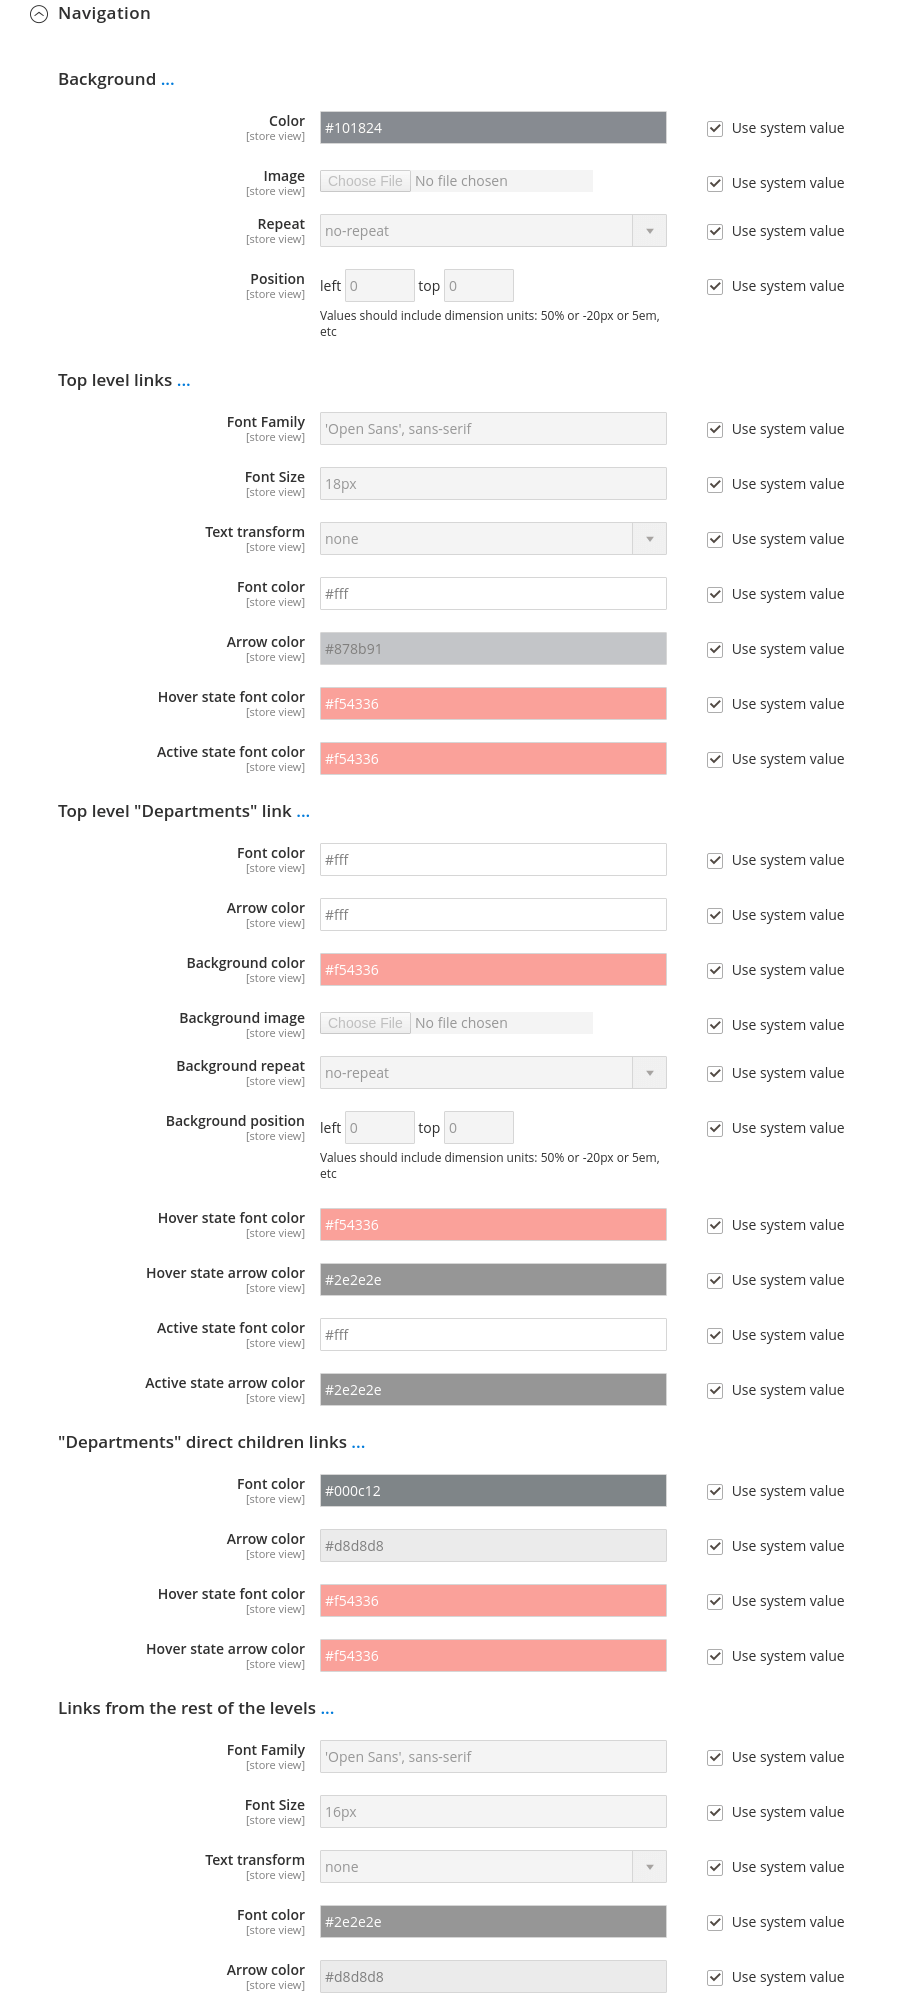 Navigation
Background ...
Color
[store view]
#101824
Use system value
Image
[store view]
Choose File No file chosen
Use system value
Repeat
[store view]
no-repeat
Use system value
Position
[store view]
left 0 top 0
Use system value
Values should include dimension units: 50% or -20px or 5em,
etc
Top level links ...
Font Family
[store view]
'Open Sans', sans-serif
Use system value
Font Size
[store view]
18px
Use system value
Text transform
[store view]
none
Use system value
Font color
[store view]
#fff
Use system value
Arrow color
[store view]
#878b91
Use system value
Hover state font color
[store view]
#f54336
Use system value
Active state font color
[store view]
#f54336
Use system value
Top level "Departments" link ...
Font color
[store view]
#fff
Use system value
Arrow color
[store view]
#fff
Use system value
Background color
[store view]
#f54336
Use system value
Background image
[store view]
Choose File No file chosen
Use system value
Background repeat
[store view]
no-repeat
Use system value
Background position
[store view]
left 0 top 0
Use system value
Values should include dimension units: 50% or -20px or 5em,
etc
Hover state font color
[store view]
#f54336
Use system value
Hover state arrow color
[store view]
#2e2e2e
Use system value
Active state font color
[store view]
#fff
Use system value
Active state arrow color
[store view]
#2e2e2e
Use system value
"Departments" direct children links ...
Font color
[store view]
#000c12
Use system value
Arrow color
[store view]
#d8d8d8
Use system value
Hover state font color
[store view]
#f54336
Use system value
Hover state arrow color
[store view]
#f54336
Use system value
Links from the rest of the levels ...
Font Family
[store view]
'Open Sans', sans-serif
Use system value
Font Size
[store view]
16px
Use system value
Text transform
[store view]
none
Use system value
Font color
[store view]
#2e2e2e
Use system value
Arrow color
[store view]
#d8d8d8
Use system value